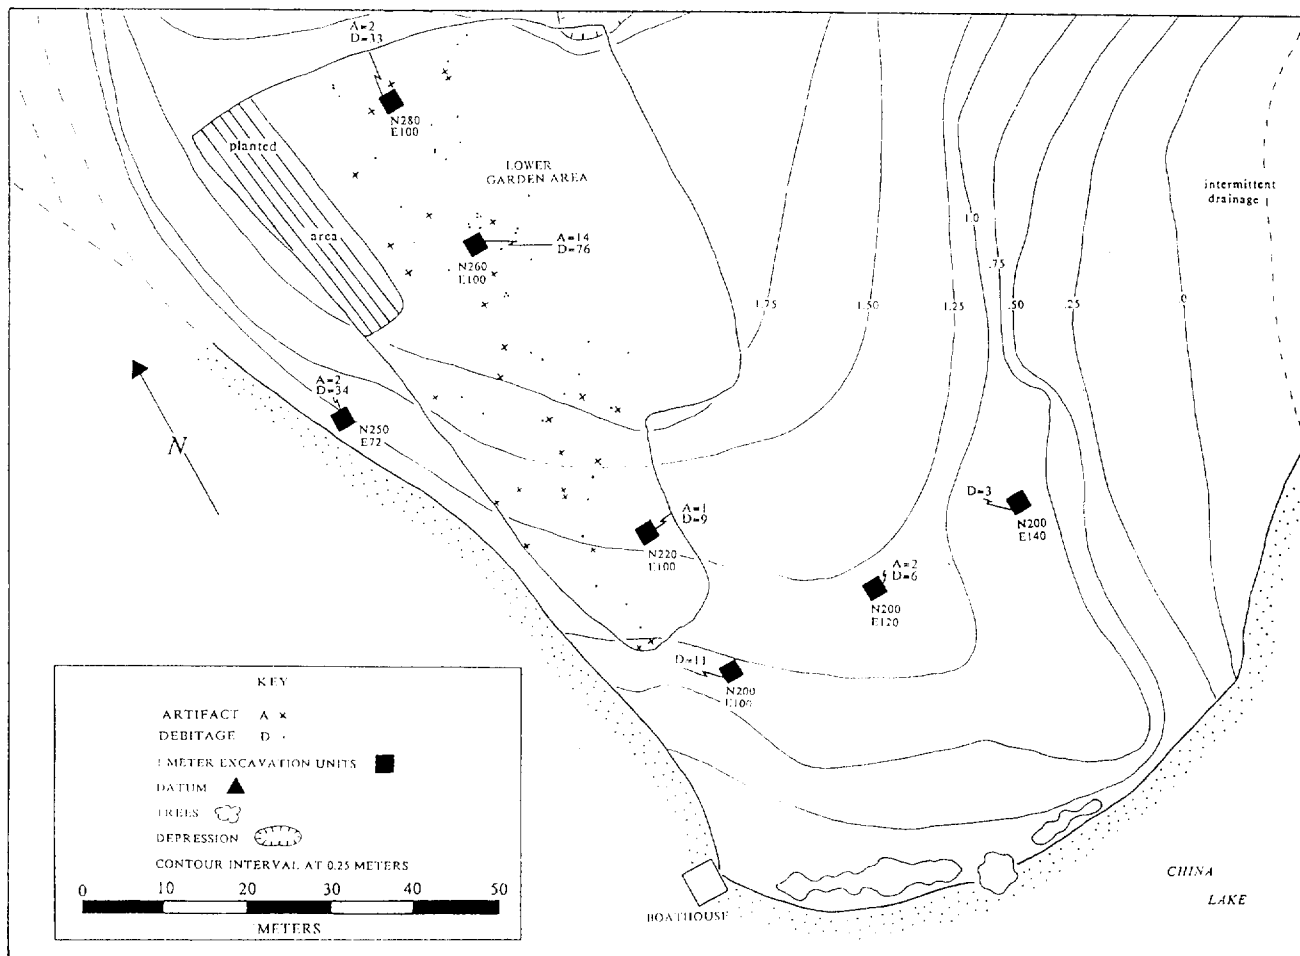 A=2
D=33
N280
E100
planted
area
LOWER
GARDEN AREA
A=14
D=76
N260
E100
intermittent
drainage
1.0
.75
1.75
1.50
1.25
.50
.25
0
A=2
D=34
N250
E72
N
A=1
D=9
N220
E100
D=3
N200
E140
A=2
D=6
N200
E120
D=11
N200
E100
KEY
ARTIFACT A x
DEBITAGE D .
1 METER EXCAVATION UNITS
DATUM
TREES
DEPRESSION
CONTOUR INTERVAL AT 0.25 METERS
0 10 20 30 40 50
METERS
BOATHOUSE
CHINA
LAKE